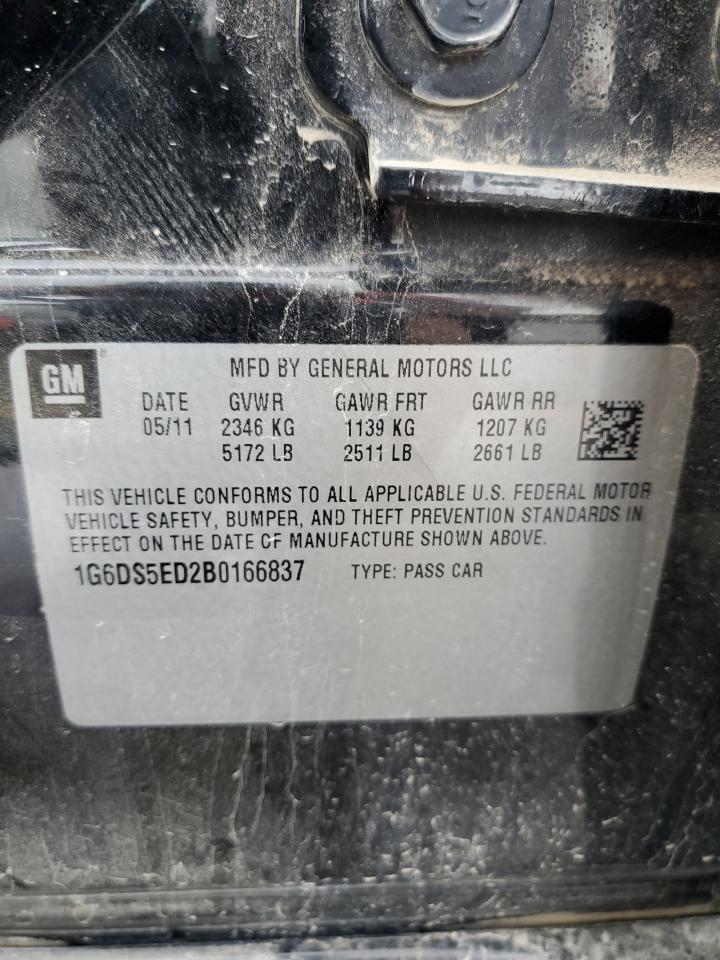 GM
MFD BY GENERAL MOTORS LLC
DATE GVWR GAWR FRT GAWR RR
05/11 2346 KG 1139 KG 1207 KG
5172 LB 2511 LB 2661 LB
THIS VEHICLE CONFORMS TO ALL APPLICABLE U.S. FEDERAL MOTOR
VEHICLE SAFETY, BUMPER, AND THEFT PREVENTION STANDARDS IN
EFFECT ON THE DATE OF MANUFACTURE SHOWN ABOVE.
1G6DS5ED2B0166837 TYPE: PASS CAR